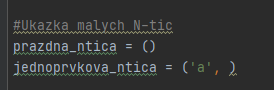 #Ukazka malych N-tic
prazdna_ntica = ()
jednoprvkova_ntica = ('a', )